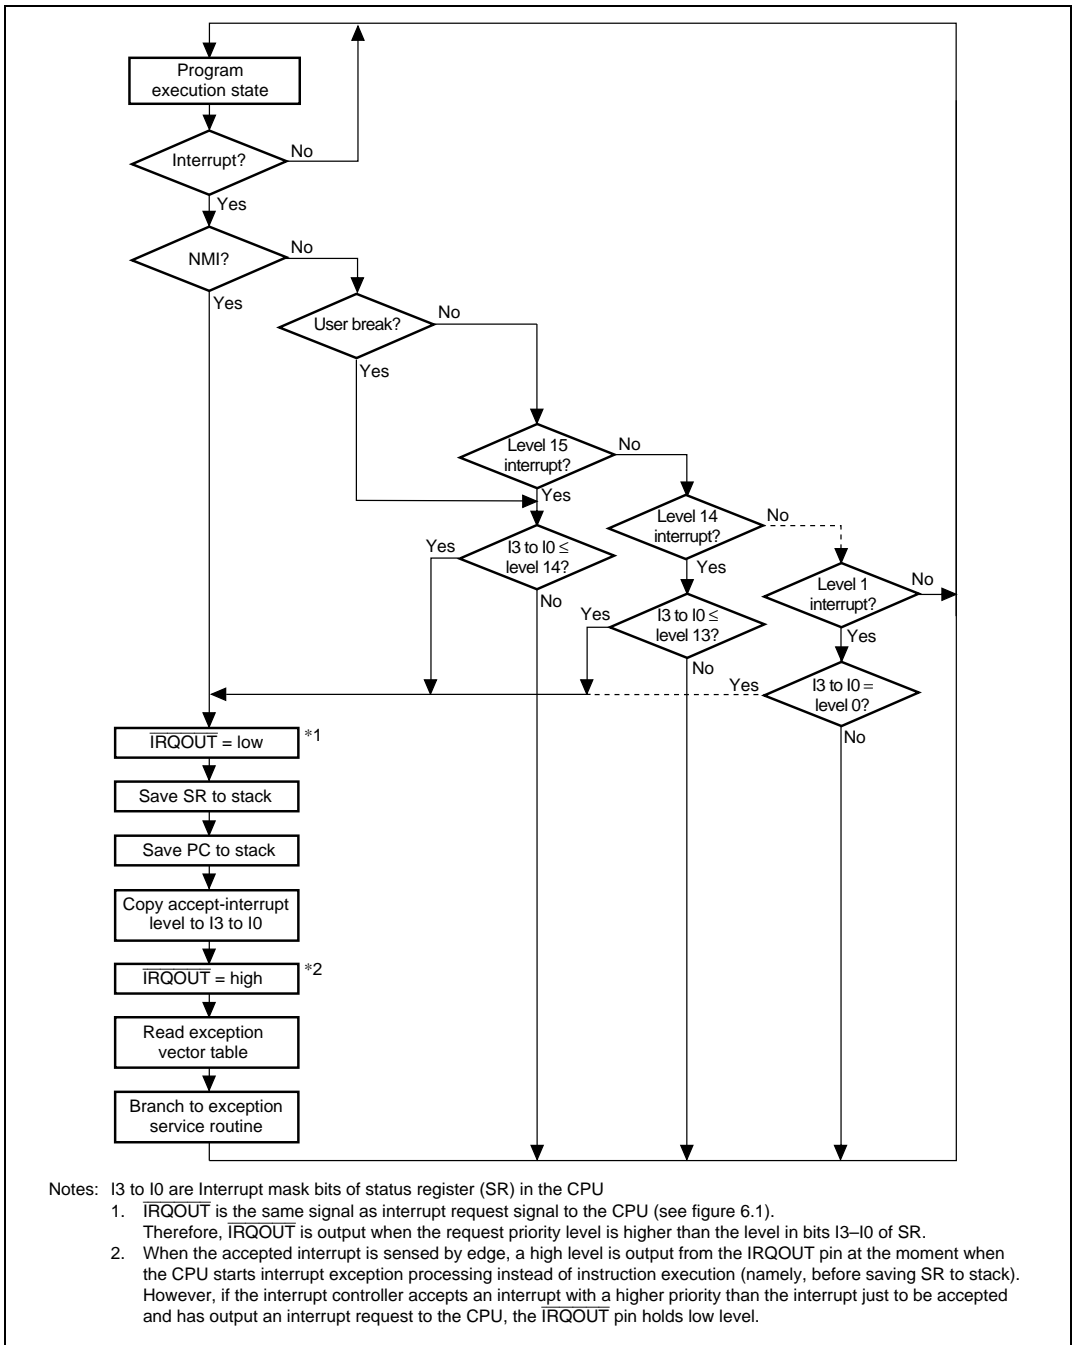 Program
execution state
Interrupt?
No
Yes
NMI?
No
Yes
User break?
No
Yes
Level 15
interrupt?
No
Yes
Level 14
interrupt?
No
Yes
I3 to I0 ≤
level 14?
Yes
No
Level 1
interrupt?
No
Yes
I3 to I0 ≤
level 13?
Yes
No
I3 to I0 =
level 0?
Yes
No
IRQOUT = low *1
Save SR to stack
Save PC to stack
Copy accept-interrupt
level to I3 to I0
IRQOUT = high *2
Read exception
vector table
Branch to exception
service routine
Notes: I3 to I0 are Interrupt mask bits of status register (SR) in the CPU
1. IRQOUT is the same signal as interrupt request signal to the CPU (see figure 6.1).
Therefore, IRQOUT is output when the request priority level is higher than the level in bits I3–I0 of SR.
2. When the accepted interrupt is sensed by edge, a high level is output from the IRQOUT pin at the moment when
the CPU starts interrupt exception processing instead of instruction execution (namely, before saving SR to stack).
However, if the interrupt controller accepts an interrupt with a higher priority than the interrupt just to be accepted
and has output an interrupt request to the CPU, the IRQOUT pin holds low level.